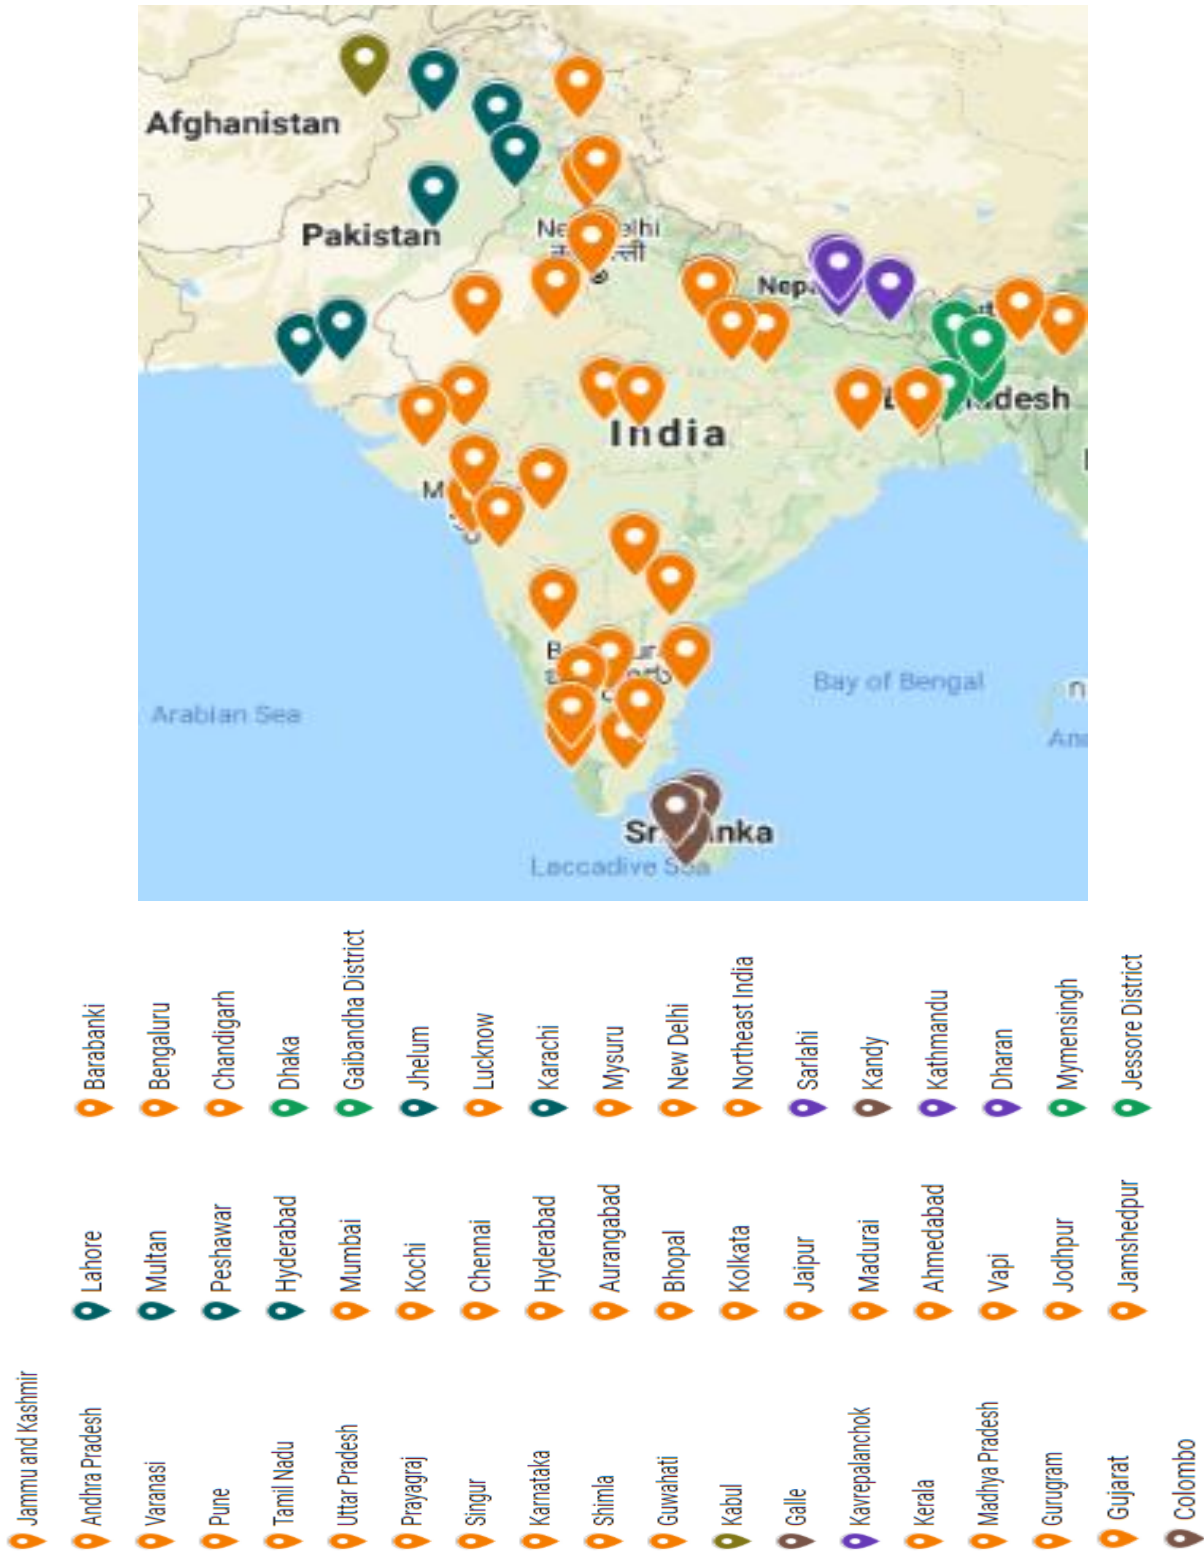 Afghanistan
Pakistan
India
Bay of Bengal
Arabian Sea
Laccadive
Jammu and Kashmir
Andhra Pradesh
Varanasi
Pune
Tamil Nadu
Uttar Pradesh
Prayagraj
Singur
Karnataka
Shimla
Guwahati
Kabul
Galle
Kavrepalanchok
Kerala
Madhya Pradesh
Gurugram
Gujarat
Colombo
Lahore
Multan
Peshawar
Hyderabad
Mumbai
Kochi
Chennai
Hyderabad
Aurangabad
Bhopal
Kolkata
Jaipur
Madurai
Ahmedabad
Vapi
Jodhpur
Jamshedpur
Barabanki
Bengaluru
Chandigarh
Dhaka
Gaibandha District
Jhelum
Lucknow
Karachi
Mysuru
New Delhi
Northeast India
Sarlahi
Kandy
Kathmandu
Dharan
Mymensingh
Jessore District